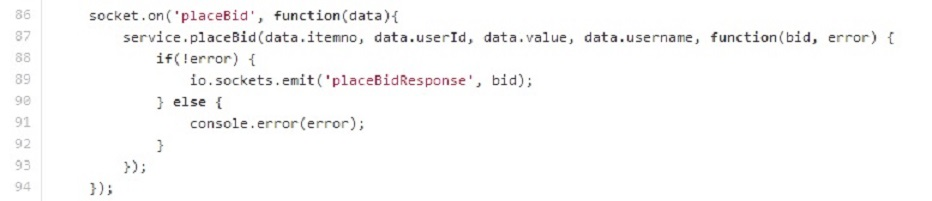 86 socket.on('placeBid', function(data){
87 service.placeBid(data.itemno, data.userId, data.value, data.username, function(bid, error) {
88 if(!error) {
89 io.sockets.emit('placeBidResponse', bid);
90 } else {
91 console.error(error);
92 }
93 });
94 });